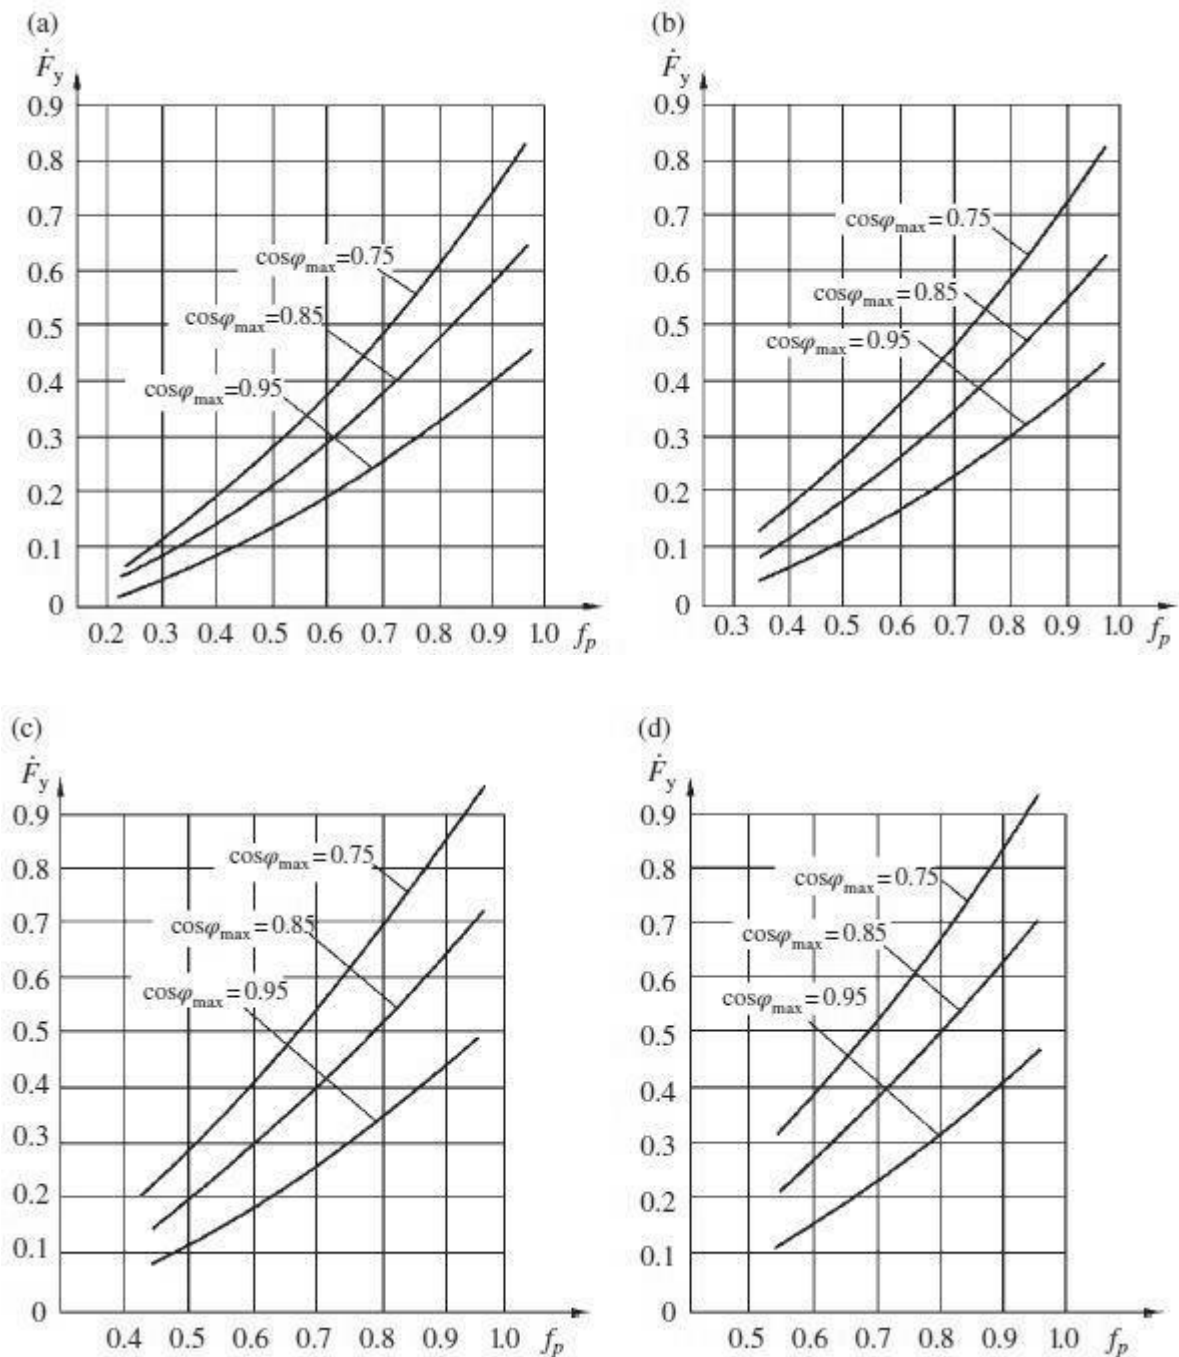 (a)
Ḟy
0.9
0.8
0.7
0.6
0.5
0.4
0.3
0.2
0.1
0
cosφmax=0.75
cosφmax=0.85
cosφmax=0.95
0.2 0.3 0.4 0.5 0.6 0.7 0.8 0.9 1.0 fp
(b)
Ḟy
0.9
0.8
0.7
0.6
0.5
0.4
0.3
0.2
0.1
0
cosφmax=0.75
cosφmax=0.85
cosφmax=0.95
0.3 0.4 0.5 0.6 0.7 0.8 0.9 1.0 fp
(c)
Ḟy
0.9
0.8
0.7
0.6
0.5
0.4
0.3
0.2
0.1
0
cosφmax=0.75
cosφmax=0.85
cosφmax=0.95
0.4 0.5 0.6 0.7 0.8 0.9 1.0 fp
(d)
Ḟy
0.9
0.8
0.7
0.6
0.5
0.4
0.3
0.2
0.1
0
cosφmax=0.75
cosφmax=0.85
cosφmax=0.95
0.5 0.6 0.7 0.8 0.9 1.0 fp